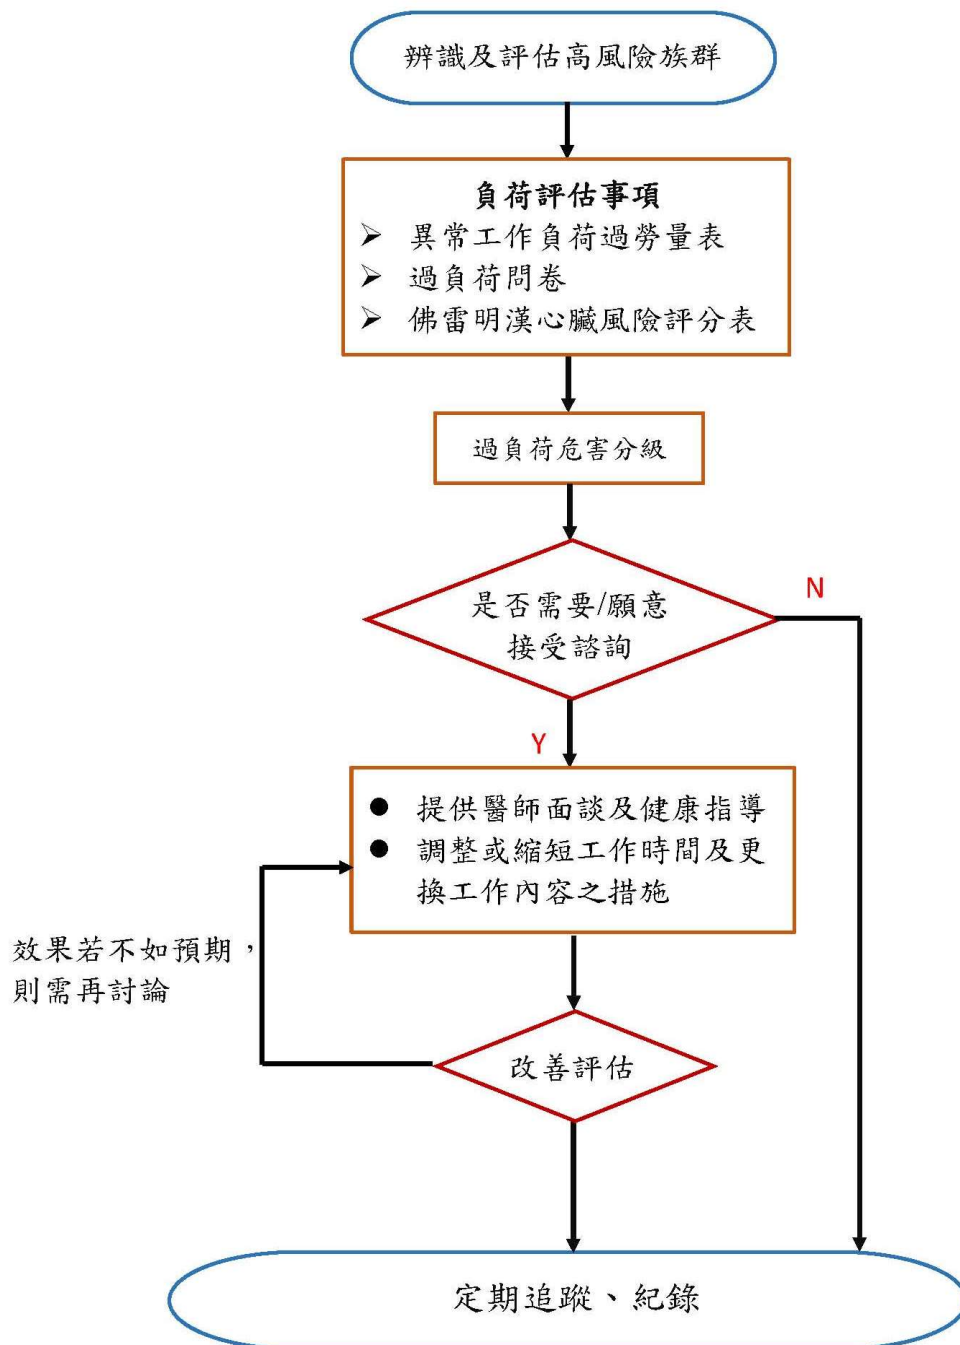 辨識及評估高風險族群
負荷評估事項
➢ 異常工作負荷過勞量表
➢ 過負荷問卷
➢ 佛雷明漢心臟風險評分表
過負荷危害分級
是否需要/願意
接受諮詢
N
Y
● 提供醫師面談及健康指導
● 調整或縮短工作時間及更
換工作內容之措施
效果若不如預期，
則需再討論
改善評估
定期追蹤、紀錄